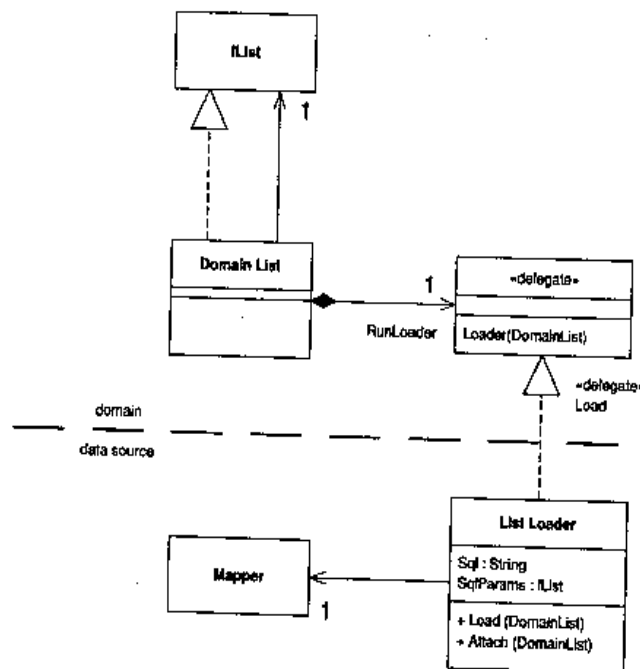 IList
1
Domain List
1
«delegate»
RunLoader
Loader(DomainList)
«delegate»
Load
domain
data source
List Loader
Sql : String
SqlParams : IList
Mapper
1
+ Load (DomainList)
+ Attach (DomainList)